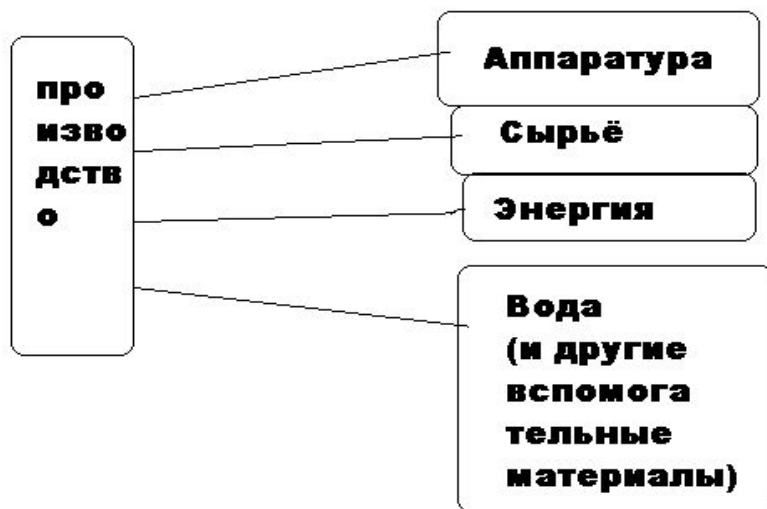 про
изво
дств
о
Аппаратура
Сырьё
Энергия
Вода
(и другие
вспомога
тельные
материалы)